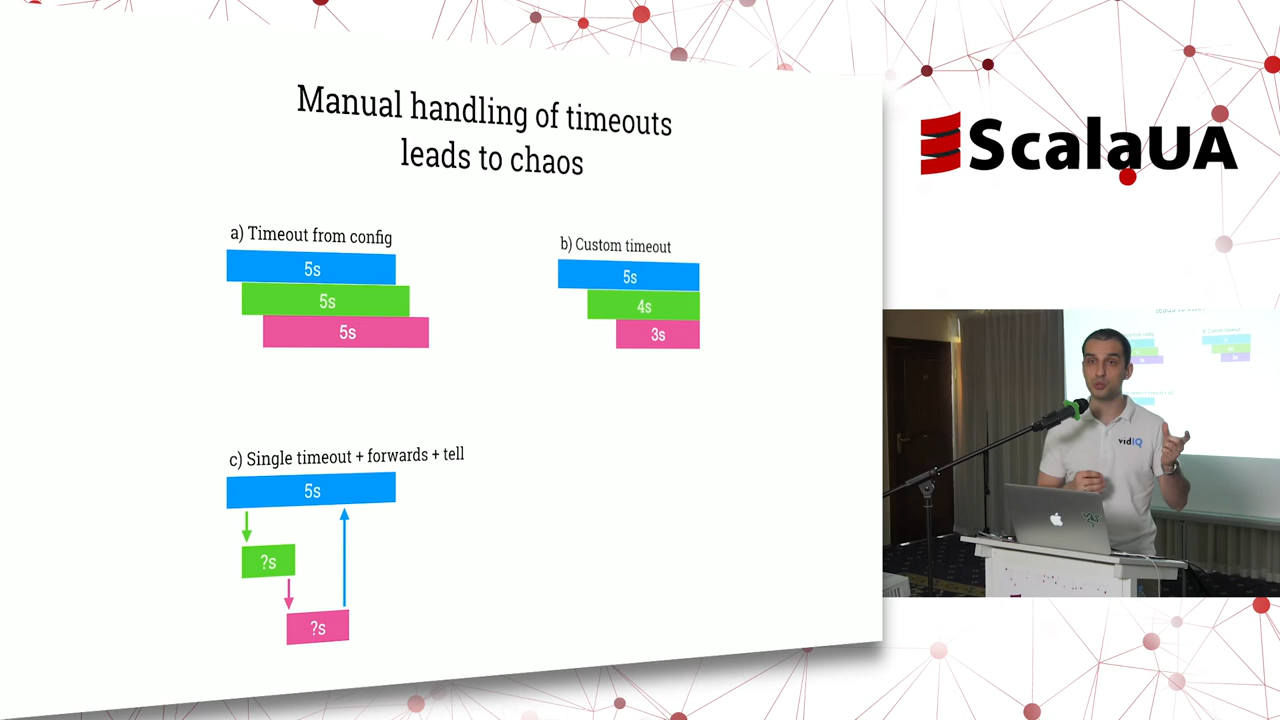 Manual handling of timeouts
leads to chaos
a) Timeout from config
5s
5s
5s
b) Custom timeout
5s
4s
3s
c) Single timeout + forwards + tell
5s
?s
?s
ScalaUA
vidIQ